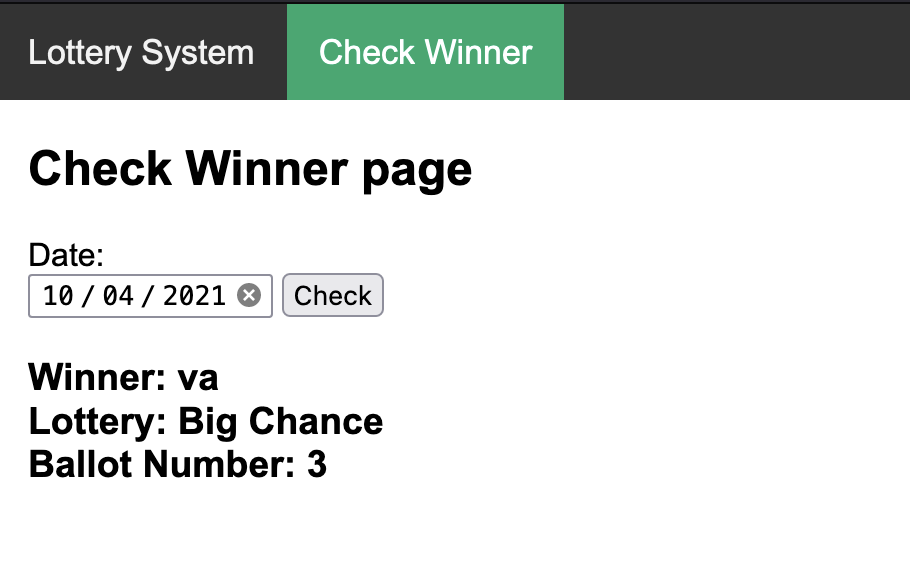 Lottery System Check Winner
Check Winner page
Date:
10/04/2021 Check
Winner: va
Lottery: Big Chance
Ballot Number: 3